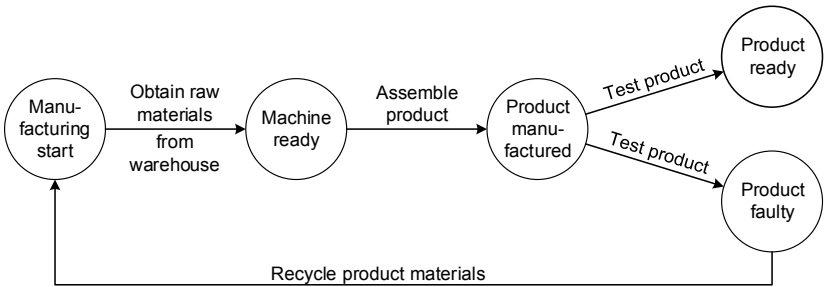 Manu-
facturing
start
Obtain raw
materials
from
warehouse
Machine
ready
Assemble
product
Product
manu-
factured
Test product
Product
ready
Test product
Product
faulty
Recycle product materials